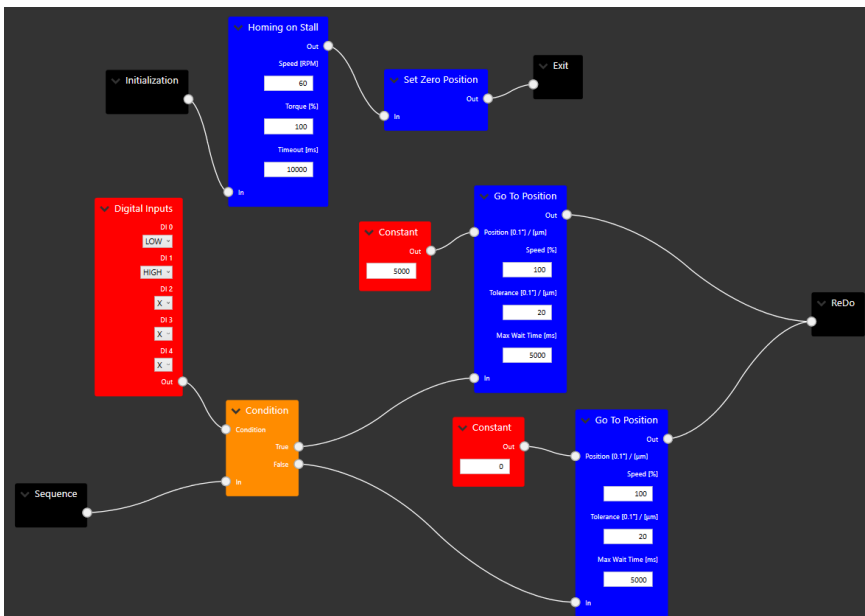 Initialization
Homing on Stall
Out
Speed [RPM]
60
Torque [%]
100
Timeout [ms]
10000
In
Set Zero Position
Out
In
Exit
Digital Inputs
DI 0
LOW
DI 1
HIGH
DI 2
X
DI 3
X
DI 4
X
Out
Constant
Out
5000
Go To Position
Out
Position [0.1°] / [µm]
Speed [%]
100
Tolerance [0.1°] / [µm]
20
Max Wait Time [ms]
5000
In
ReDo
Condition
Condition
True
False
In
Constant
Out
0
Go To Position
Out
Position [0.1°] / [µm]
Speed [%]
100
Tolerance [0.1°] / [µm]
20
Max Wait Time [ms]
5000
In
Sequence